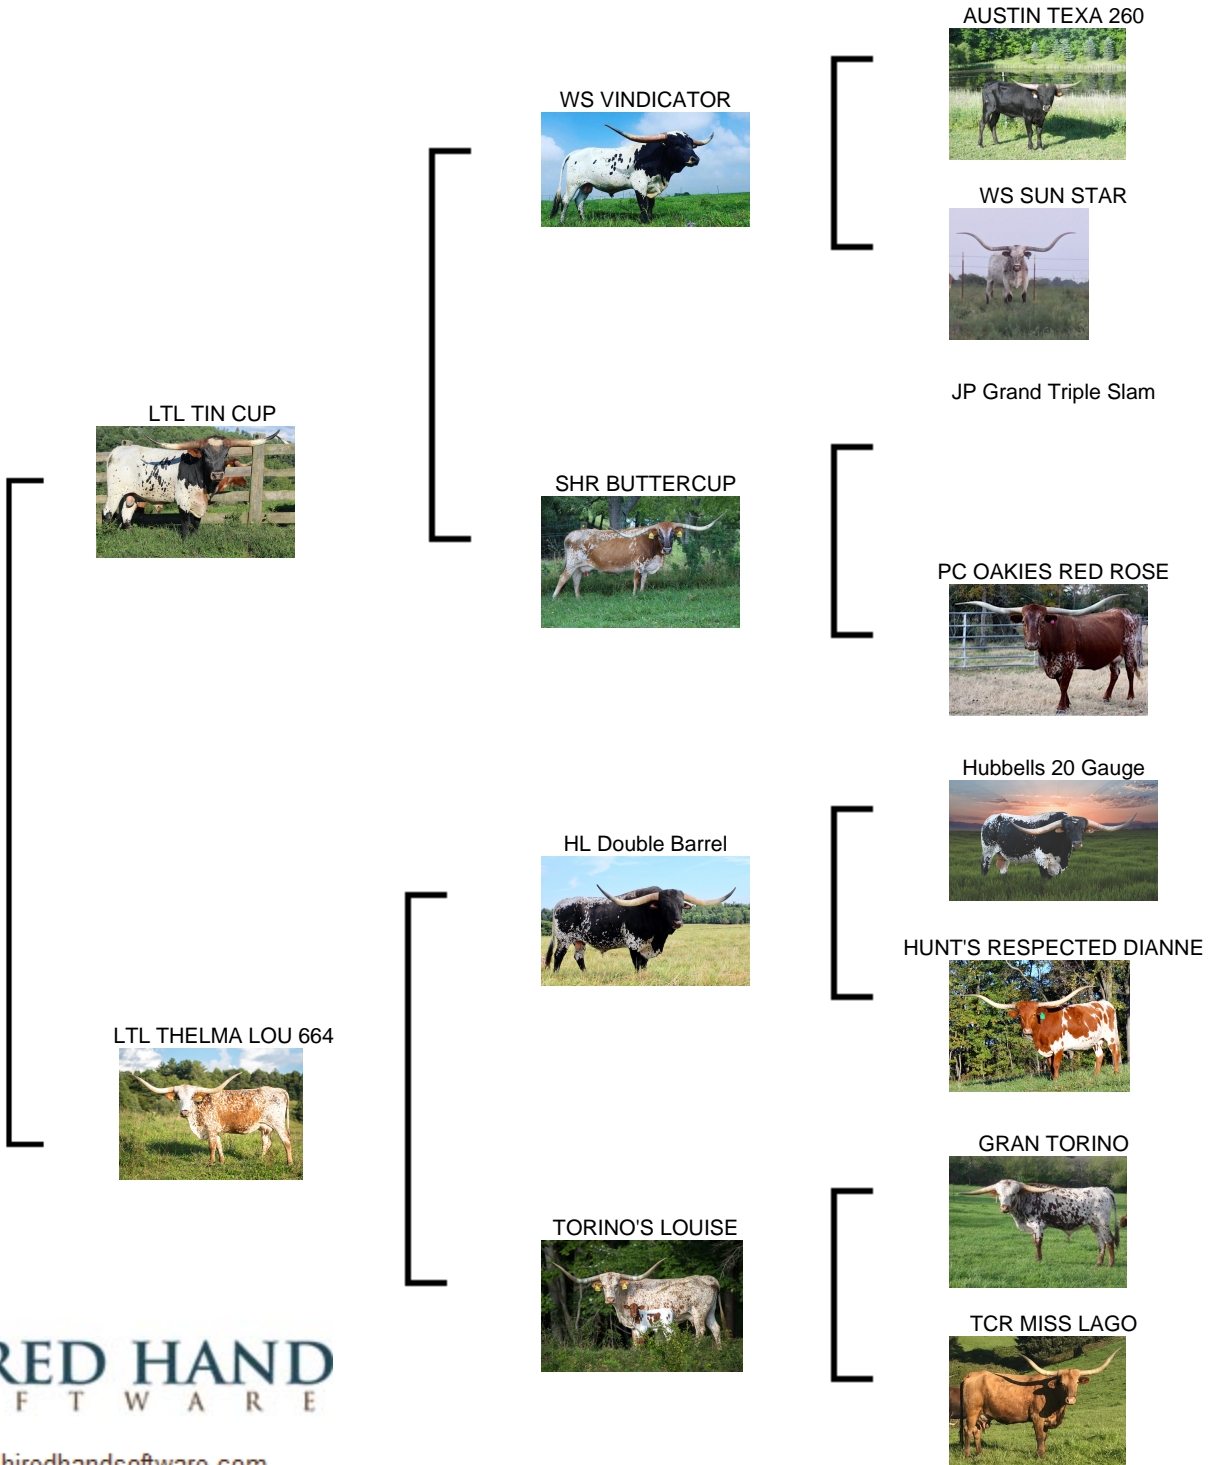 AUSTIN TEXA 260
WS VINDICATOR
WS SUN STAR
JP Grand Triple Slam
LTL TIN CUP
SHR BUTTERCUP
PC OAKIES RED ROSE
Hubbells 20 Gauge
HL Double Barrel
HUNT'S RESPECTED DIANNE
LTL THELMA LOU 664
GRAN TORINO
TORINO'S LOUISE
TCR MISS LAGO
RED HAND
F T W A R E
hiredhandsoftware.com